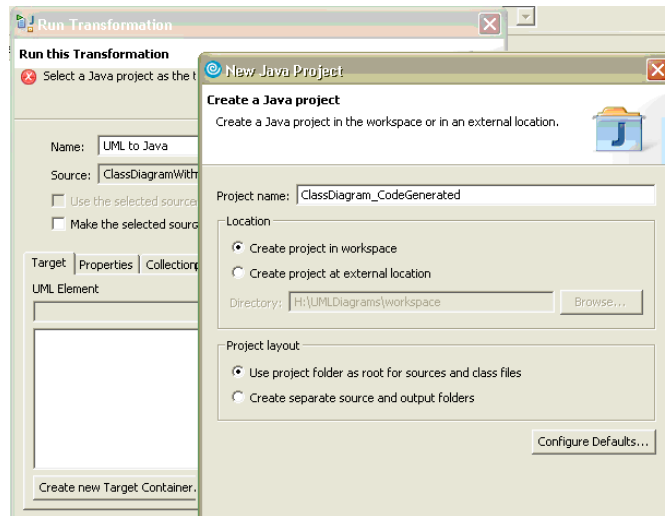 Run Transformation
Run this Transformation
Select a Java project as the t
Name: UML to Java
Source: ClassDiagramWith
Use the selected source
Make the selected sourc
Target Properties Collection
UML Element
Create new Target Container.
New Java Project
Create a Java project
Create a Java project in the workspace or in an external location.
Project name: ClassDiagram_CodeGenerated
Location
Create project in workspace
Create project at external location
Directory: H:\UMLDiagrams\workspace Browse...
Project layout
Use project folder as root for sources and class files
Create separate source and output folders
Configure Defaults...